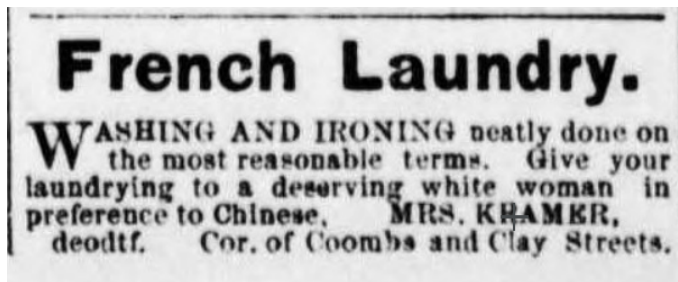 French Laundry.
WASHING AND IRONING neatly done on
the most reasonable terms. Give your
laundrying to a deserving white woman in
preference to Chinese. MRS. KRAMER,
deodtf. Cor. of Coombs and Clay Streets.